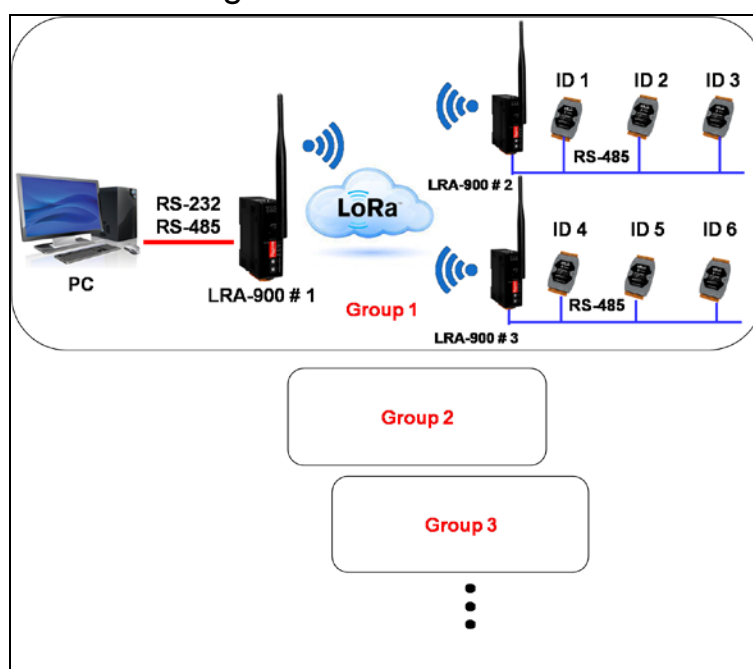 ID 1 ID 2 ID 3
RS-485
LRA-900 # 2
RS-232
RS-485
PC
LRA-900 # 1
LoRa
Group 1
ID 4 ID 5 ID 6
RS-485
LRA-900 # 3
Group 2
Group 3